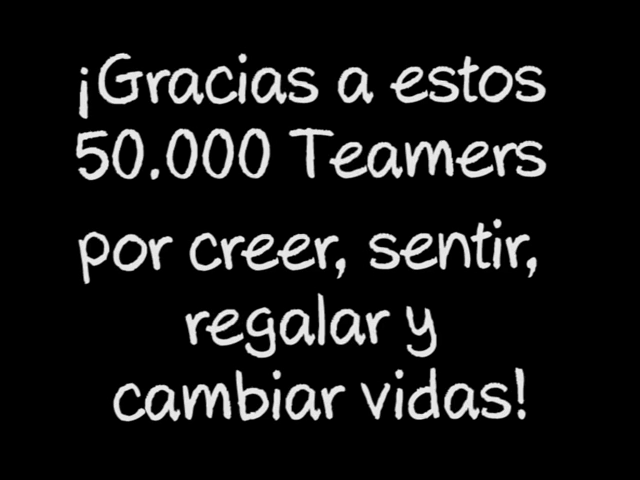 ¡Gracias a estos
50.000 Teamers
por creer, sentir,
regalar y
cambiar vidas!